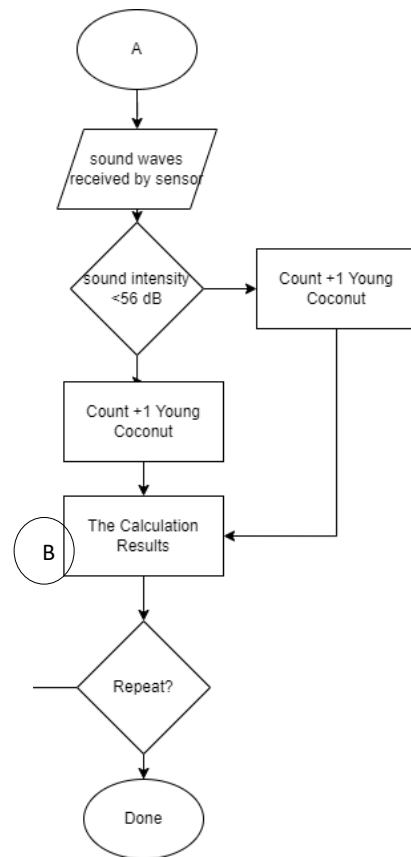 A
sound waves
received by sensor
sound intensity
<56 dB
Count +1 Young
Coconut
Count +1 Young
Coconut
The Calculation
Results
B
Repeat?
Done